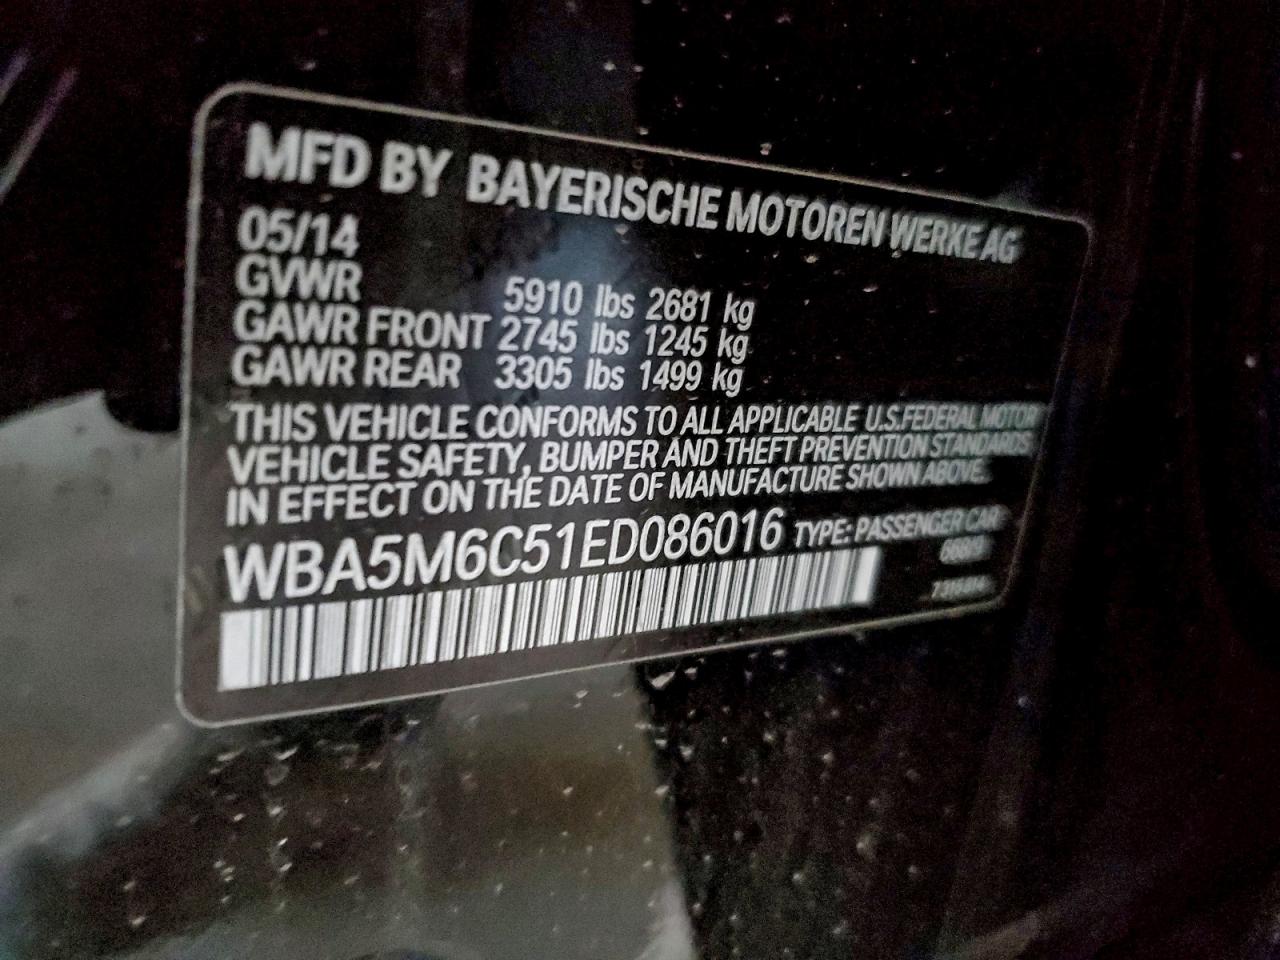 MFD BY BAYERISCHE MOTOREN WERKE AG
05/14
GVWR 5910 lbs 2681 kg
GAWR FRONT 2745 lbs 1245 kg
GAWR REAR 3305 lbs 1499 kg
THIS VEHICLE CONFORMS TO ALL APPLICABLE U.S.FEDERAL MOTOR
VEHICLE SAFETY, BUMPER AND THEFT PREVENTION STANDARDS
IN EFFECT ON THE DATE OF MANUFACTURE SHOWN ABOVE.
WBA5M6C51ED086016 TYPE: PASSENGER CAR